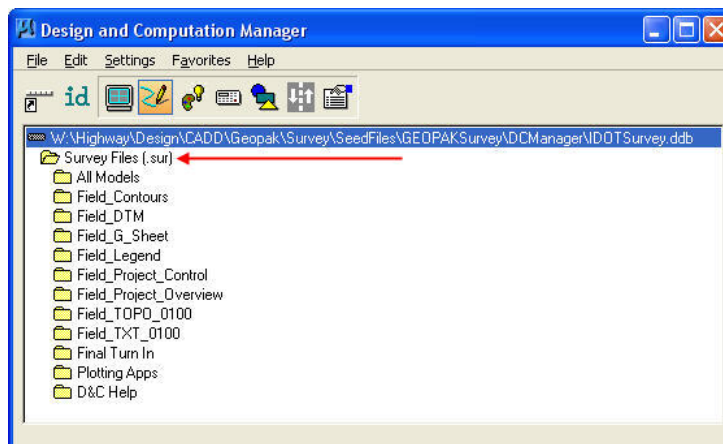 Design and Computation Manager
File Edit Settings Favorites Help
id
W:\Highway\Design\CADD\Geopak\Survey\SeedFiles\GEOPAKSurvey\DCManager\IDOTSurvey.ddb
Survey Files (.sur)
All Models
Field_Contours
Field_DTM
Field_G_Sheet
Field_Legend
Field_Project_Control
Field_Project_Overview
Field_TOPO_0100
Field_TXT_0100
Final Turn In
Plotting Apps
D&C Help